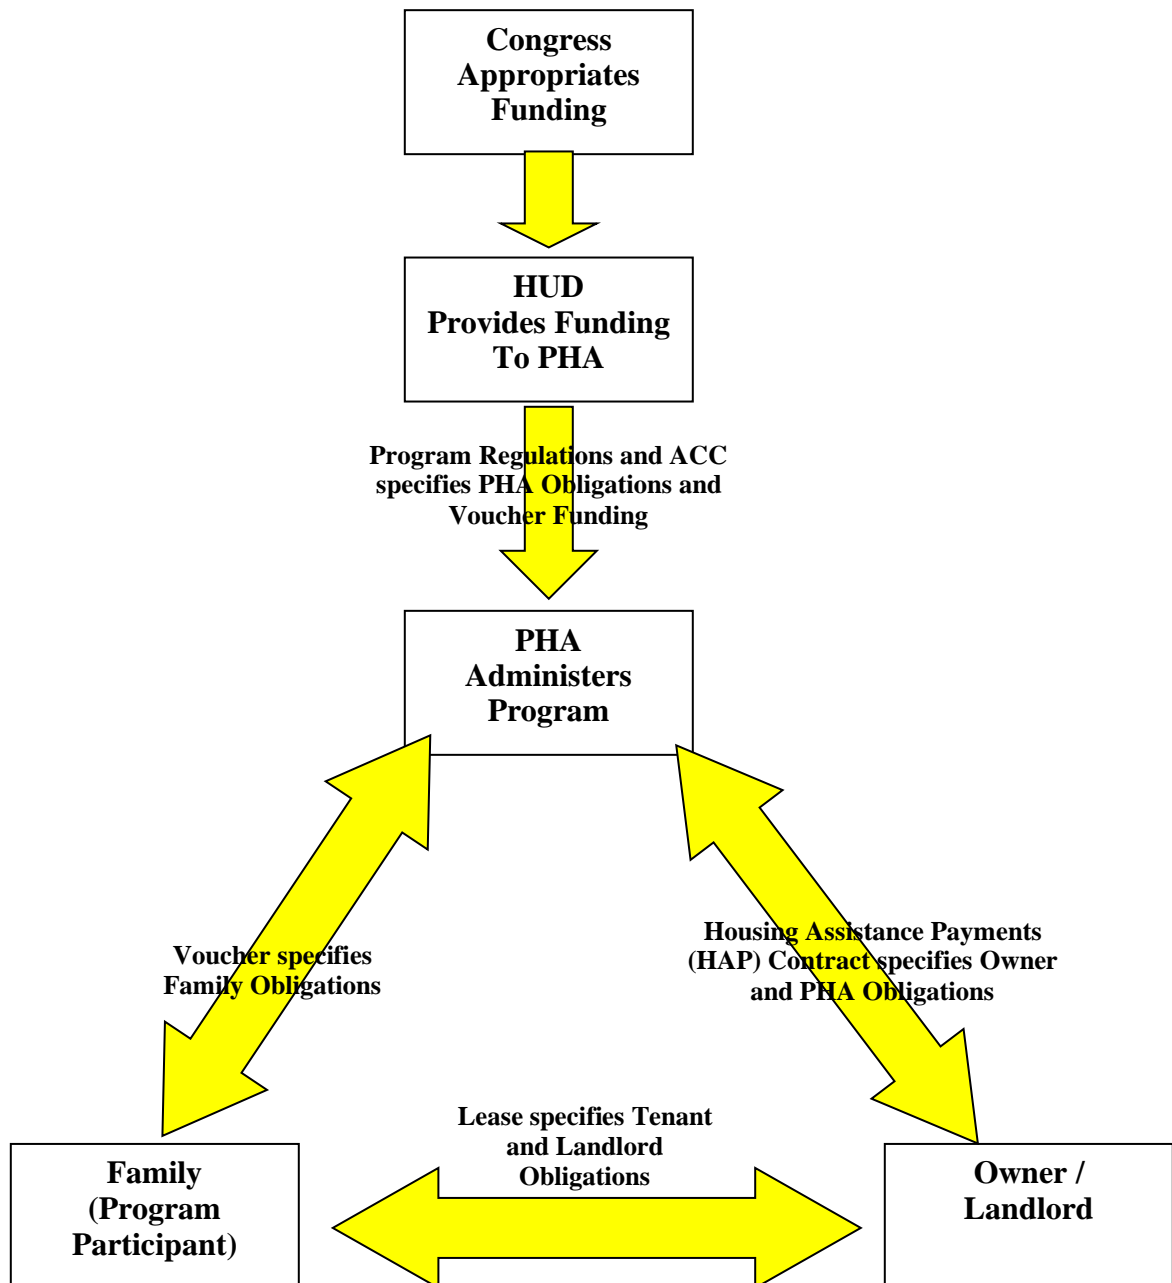 Congress
Appropriates
Funding
HUD
Provides Funding
To PHA
Program Regulations and ACC
specifies PHA Obligations and
Voucher Funding
PHA
Administers
Program
Voucher specifies
Family Obligations
Housing Assistance Payments
(HAP) Contract specifies Owner
and PHA Obligations
Lease specifies Tenant
and Landlord
Obligations
Family
(Program
Participant)
Owner /
Landlord